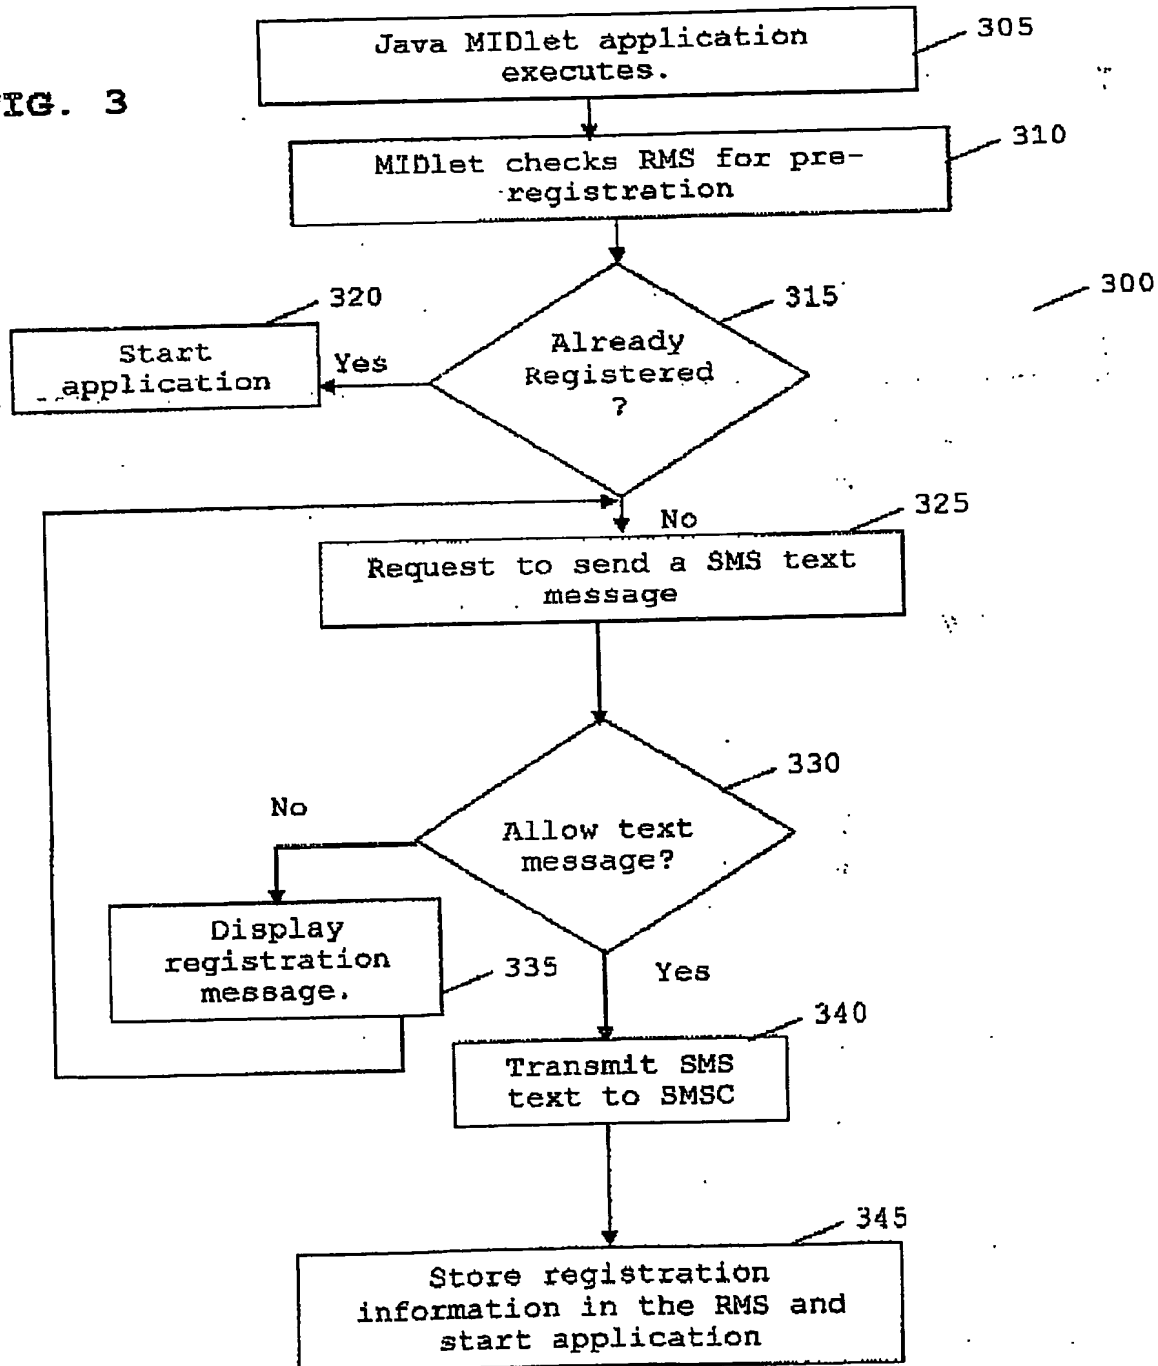 305
Java MIDlet application
executes.
IG. 3
310
MIDlet checks RMS for pre-
registration
320
315
300
Already
Registered
?
Start
application
Yes
325
No
Request to send a SMS text
message
330
No
Allow text
message?
Display
registration
message.
335
Yes
340
Transmit SMS
text to SMSC
345
Store registration
information in the RMS and
start application